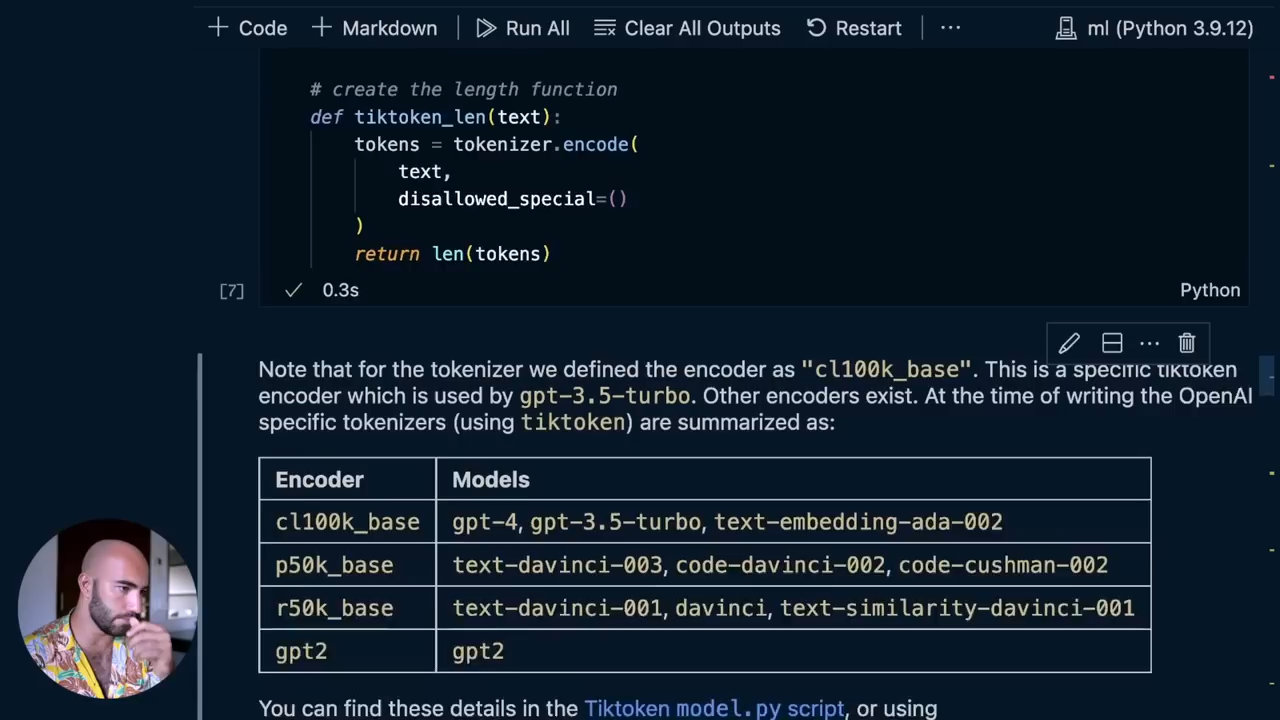 Code Markdown Run All Clear All Outputs Restart ··· ml (Python 3.9.12)
# create the length function
def tiktoken_len(text):
tokens = tokenizer.encode(
text,
disallowed_special=()
)
return len(tokens)
[7] 0.3s Python
Note that for the tokenizer we defined the encoder as "cl100k_base". This is a specific tiktoken
encoder which is used by gpt-3.5-turbo. Other encoders exist. At the time of writing the OpenAI
specific tokenizers (using tiktoken) are summarized as:
Encoder Models
cl100k_base gpt-4, gpt-3.5-turbo, text-embedding-ada-002
p50k_base text-davinci-003, code-davinci-002, code-cushman-002
r50k_base text-davinci-001, davinci, text-similarity-davinci-001
gpt2 gpt2
You can find these details in the Tiktoken model.py script, or using